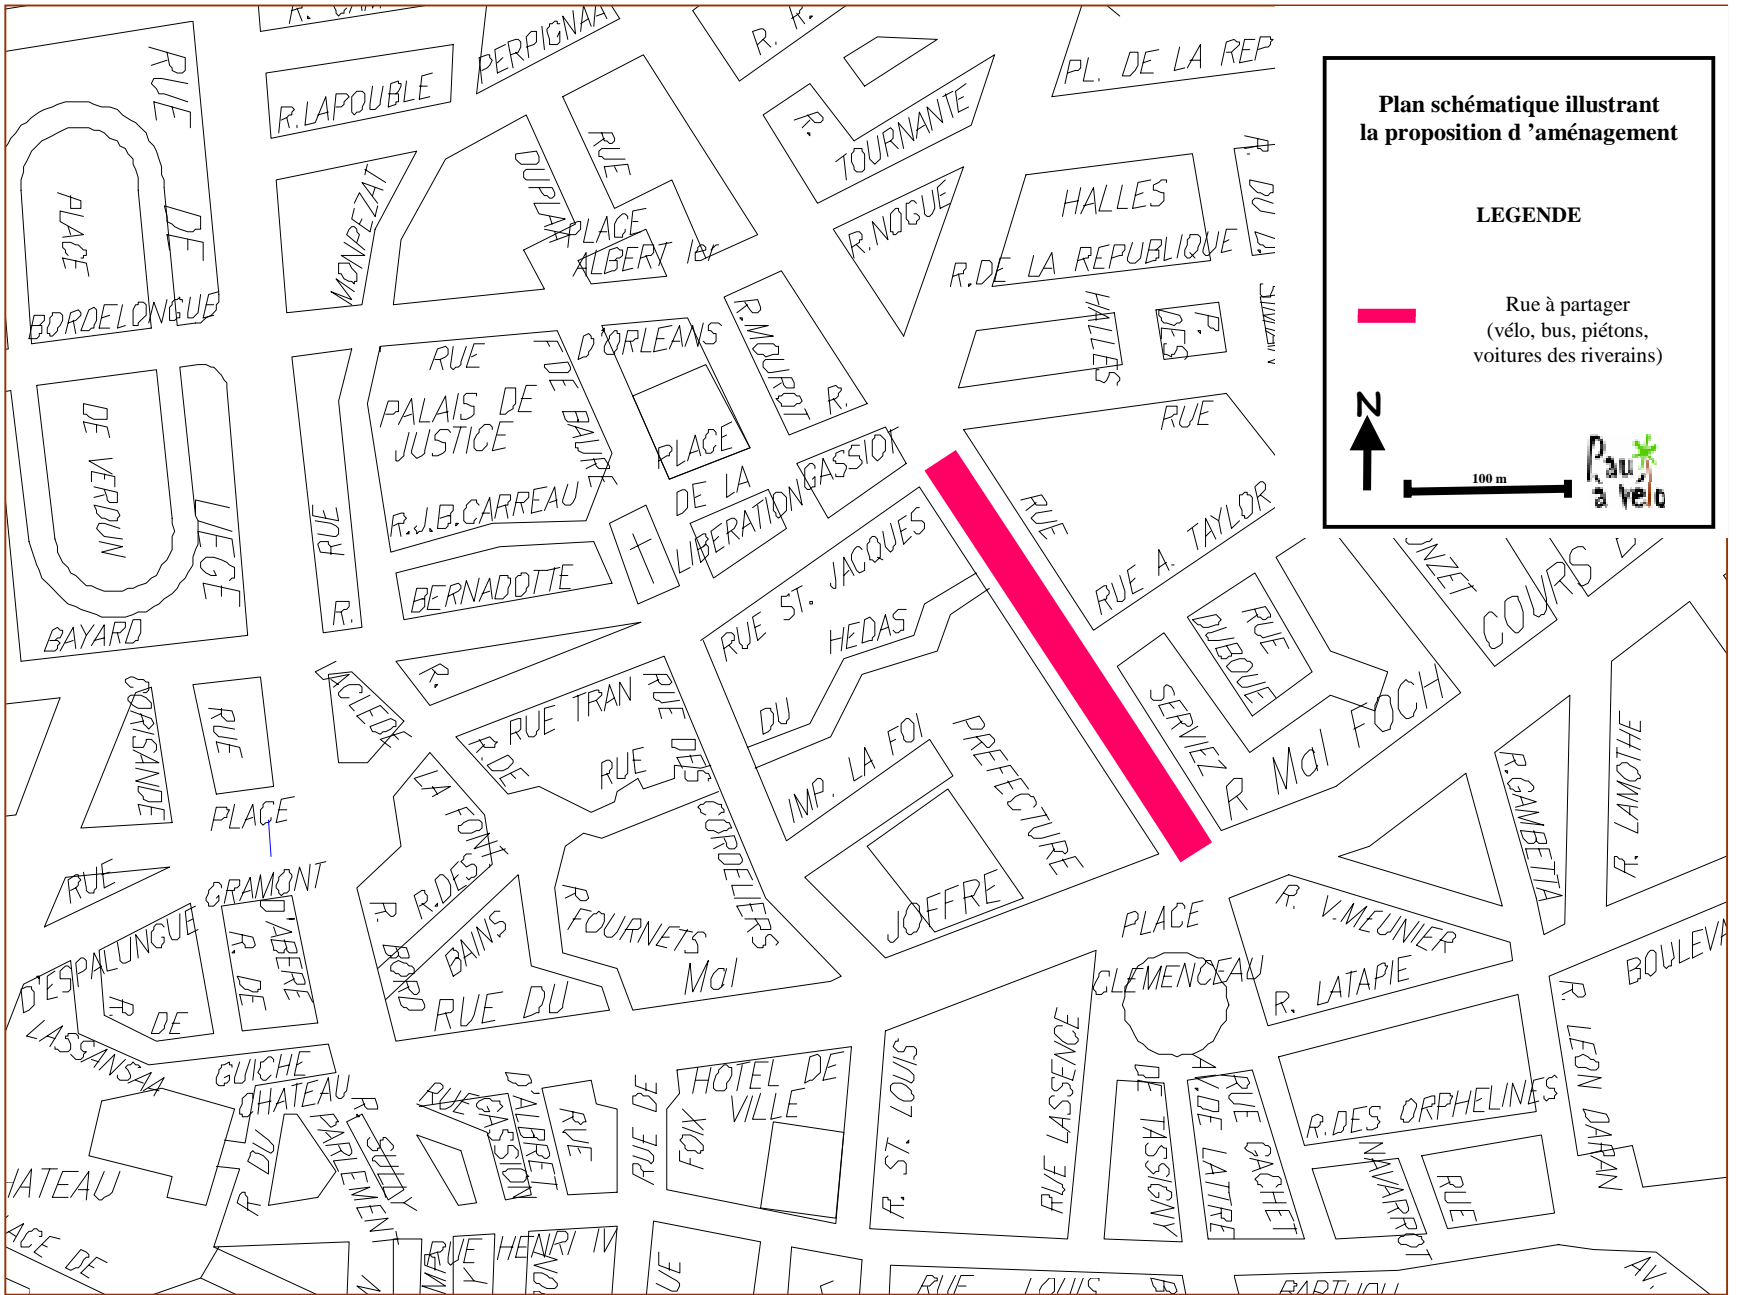 PERPIGNAA
PL. DE LA REP
R. LAPOUBLE
RUE
DE
LIEGE
PLACE
DE VERDUN
BORDELONGUE
BAYARD
MONPEZAT
DUPLAA
RUE
PLACE
ALBERT Ier
R.
TOURNANTE
R. NOGUE
HALLES
R. DE LA REPUBLIQUE
R. DU
HALLES
P.
DES
RUE
D'ORLEANS
R. MOUROT
R.
GASSIOT
F DE BAURE
PALAIS DE
JUSTICE
R.J.B.CARREAU
BERNADOTTE
PLACE
DE LA
LIBERATION
RUE
R.
RUE
RUE
RUE A. TAYLOR
RUE ST. JACQUES
HEDAS
DU
IMP. LA FOI
PREFECTURE
SERVIEZ
RUE
DUBOUE
R Mal FOCH
COURS
R. GAMBETTA
R. LAMOTHE
CORISANDE
RUE
LACLEDE
R.
PLACE
GRAMONT
RUE
D'ESPALUNGUE
R. DE
D'ABERE
R. DE
LASSANSAA
GUICHE
RUE TRAN
R. DE
RUE
RUE DES CORDELIERS
LA FONT
R. DES
BAINS
R. BORD
R
FOURNETS
RUE DU
Mal
JOFFRE
PLACE
CLEMENCEAU
R. V.MEUNIER
R. LATAPIE
BOULEVA
R. LEON DARAN
R. DES ORPHELINES
NAVARROT
RUE
RUE GACHET
AV. DE LATTRE
DE TASSIGNY
RUE LASSENCE
R. ST. LOUIS
HOTEL DE
VILLE
RUE DE
FOIX
RUE
D'ALBRET
GASSION
RUE
R. SULLY
PARLEMENT
CHATEAU
R DU
HATEAU
ACE DE
RUE HENRI IV
UE
RUE LOUIS B
BARTHOU
AV.
Plan schématique illustrant
la proposition d ’aménagement
LEGENDE
Rue à partager
(vélo, bus, piétons,
voitures des riverains)
N
100 m
Pau
à vélo